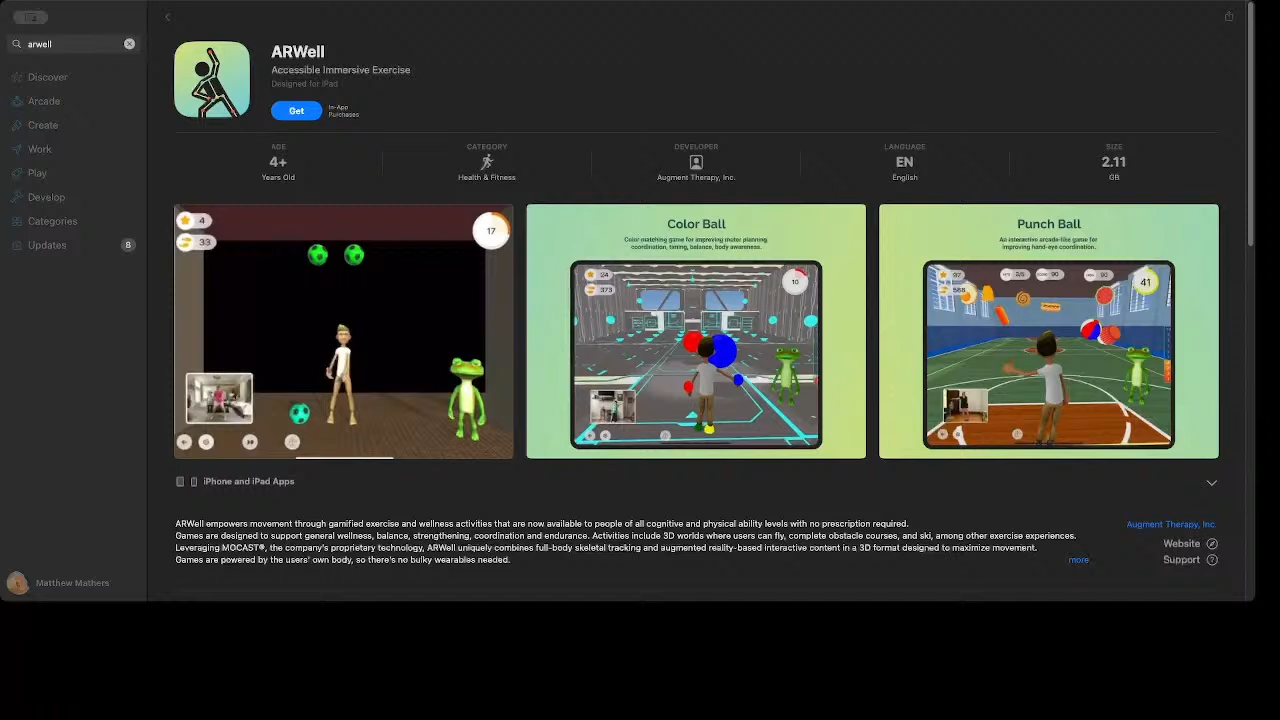 arwell
Discover
Arcade
Create
Work
Play
Develop
Categories
Updates 8
Matthew Mathers
ARWell
Accessible Immersive Exercise
Designed for iPad
Get
In-App
Purchases
AGE
4+
Years Old
CATEGORY
Health & Fitness
DEVELOPER
Augment Therapy, Inc.
LANGUAGE
EN
English
SIZE
2.11
GB
4
33
17
Color Ball
Color matching game for improving motor planning,
coordination, timing, balance, body awareness.
24
373
10
Punch Ball
An interactive arcade-like game for
improving hand-eye coordination.
97
568
41
iPhone and iPad Apps
ARWell empowers movement through gamified exercise and wellness activities that are now available to people of all cognitive and physical ability levels with no prescription required.
Games are designed to support general wellness, balance, strengthening, coordination and endurance. Activities include 3D worlds where users can fly, complete obstacle courses, and ski, among other exercise experiences.
Leveraging MOCAST®, the company's proprietary technology, ARWell uniquely combines full-body skeletal tracking and augmented reality-based interactive content in a 3D format designed to maximize movement.
Games are powered by the users' own body, so there's no bulky wearables needed.
more
Augment Therapy, Inc.
Website
Support